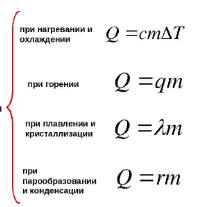 при нагревании и
охлаждении
Q =cmΔT
при горении
Q = qm
при плавлении и
кристаллизации
Q = λm
при
парообразовании
и конденсации
Q = rm